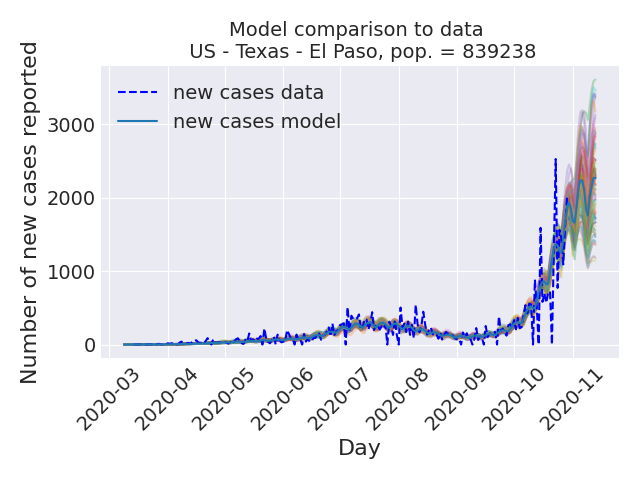 Model comparison to data
US - Texas - El Paso, pop. = 839238
new cases data
new cases model
Number of new cases reported
3000
2000
1000
0
2020-03
2020-04
2020-05
2020-06
2020-07
2020-08
2020-09
2020-10
2020-11
Day